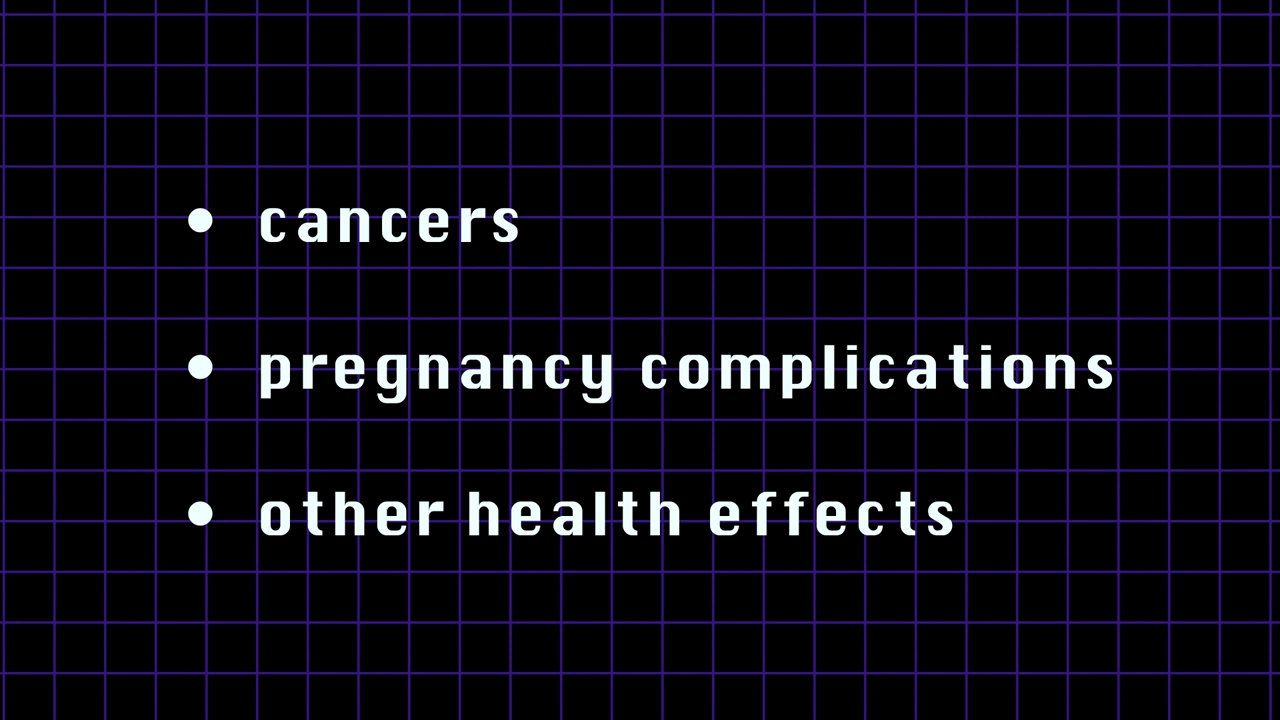 • cancers
• pregnancy complications
• other health effects